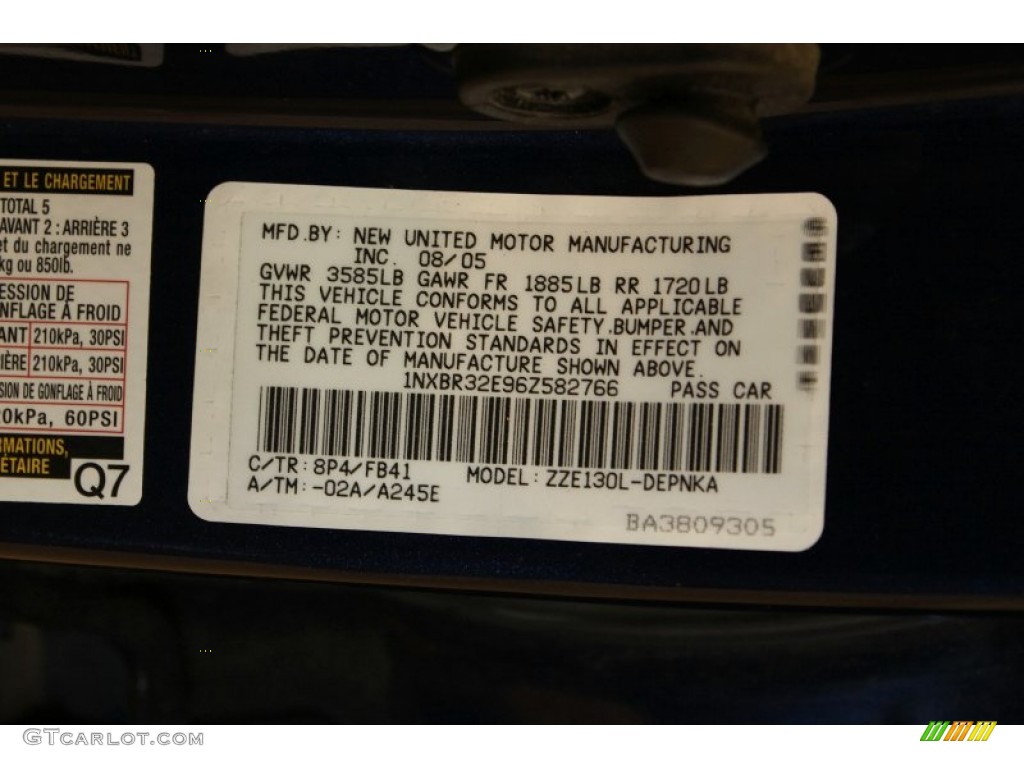 ET LE CHARGEMENT
TOTAL 5
AVANT 2 : ARRIÈRE 3
et du chargement ne
kg ou 850lb.
ESSION DE
NFLAGE À FROID
ANT 210kPa, 30PSI
IÈRE 210kPa, 30PSI
SION DE GONFLAGE À FROID
0kPa, 60PSI
RMATIONS,
ÉTAIRE
Q7
MFD.BY: NEW UNITED MOTOR MANUFACTURING
INC. 08/05
GVWR 3585LB GAWR FR 1885LB RR 1720LB
THIS VEHICLE CONFORMS TO ALL APPLICABLE
FEDERAL MOTOR VEHICLE SAFETY.BUMPER.AND
THEFT PREVENTION STANDARDS IN EFFECT ON
THE DATE OF MANUFACTURE SHOWN ABOVE.
1NXBR32E96Z582766 PASS CAR
C/TR:8P4/FB41
A/TM:-02A/A245E
MODEL:ZZE130L-DEPNKA
BA3809305
GTCARLOT.COM